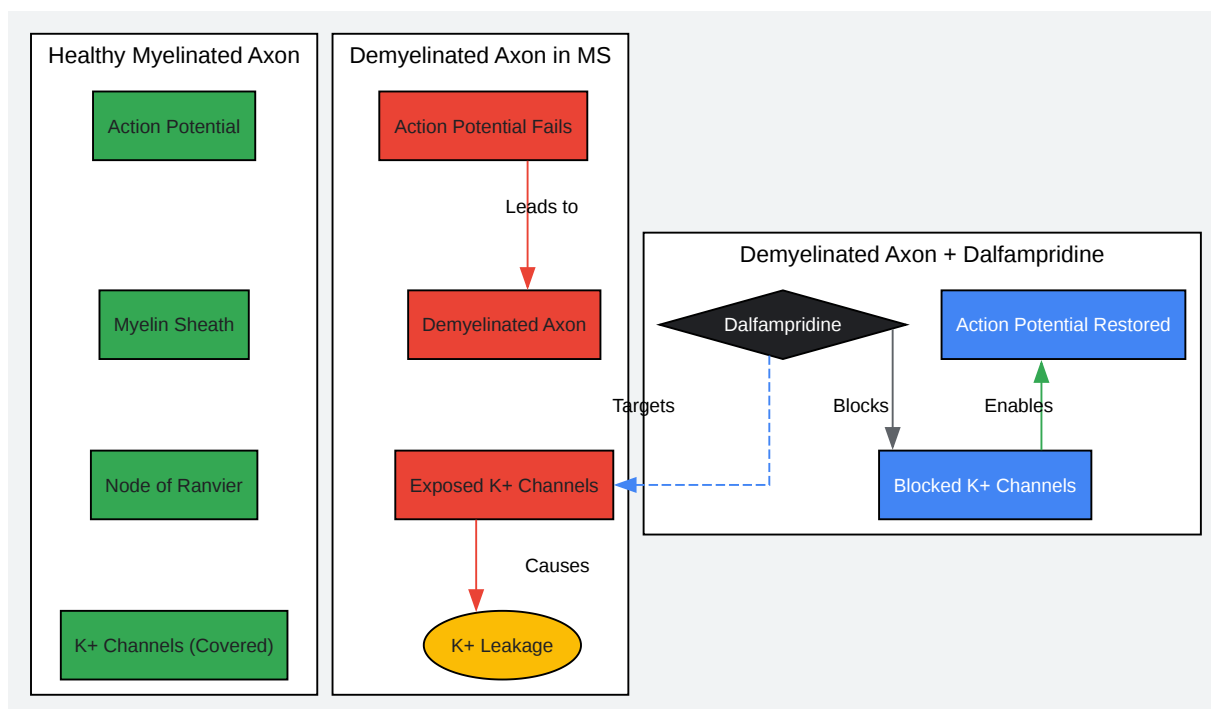 Healthy Myelinated Axon
Action Potential
Myelin Sheath
Node of Ranvier
K+ Channels (Covered)
Demyelinated Axon in MS
Action Potential Fails
Leads to
Demyelinated Axon
Exposed K+ Channels
Causes
K+ Leakage
Demyelinated Axon + Dalfampridine
Dalfampridine
Action Potential Restored
Targets
Blocks
Enables
Blocked K+ Channels